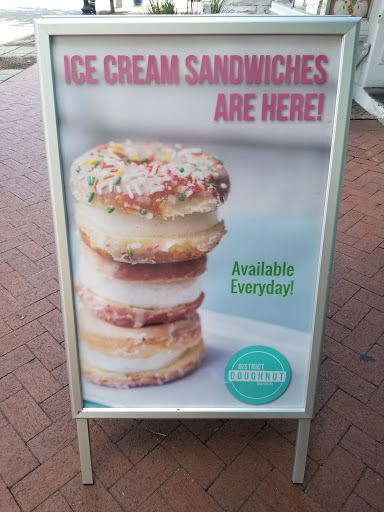 ICE CREAM SANDWICHES
ARE HERE!
Available
Everyday!
DISTRICT
DOUGHNUT